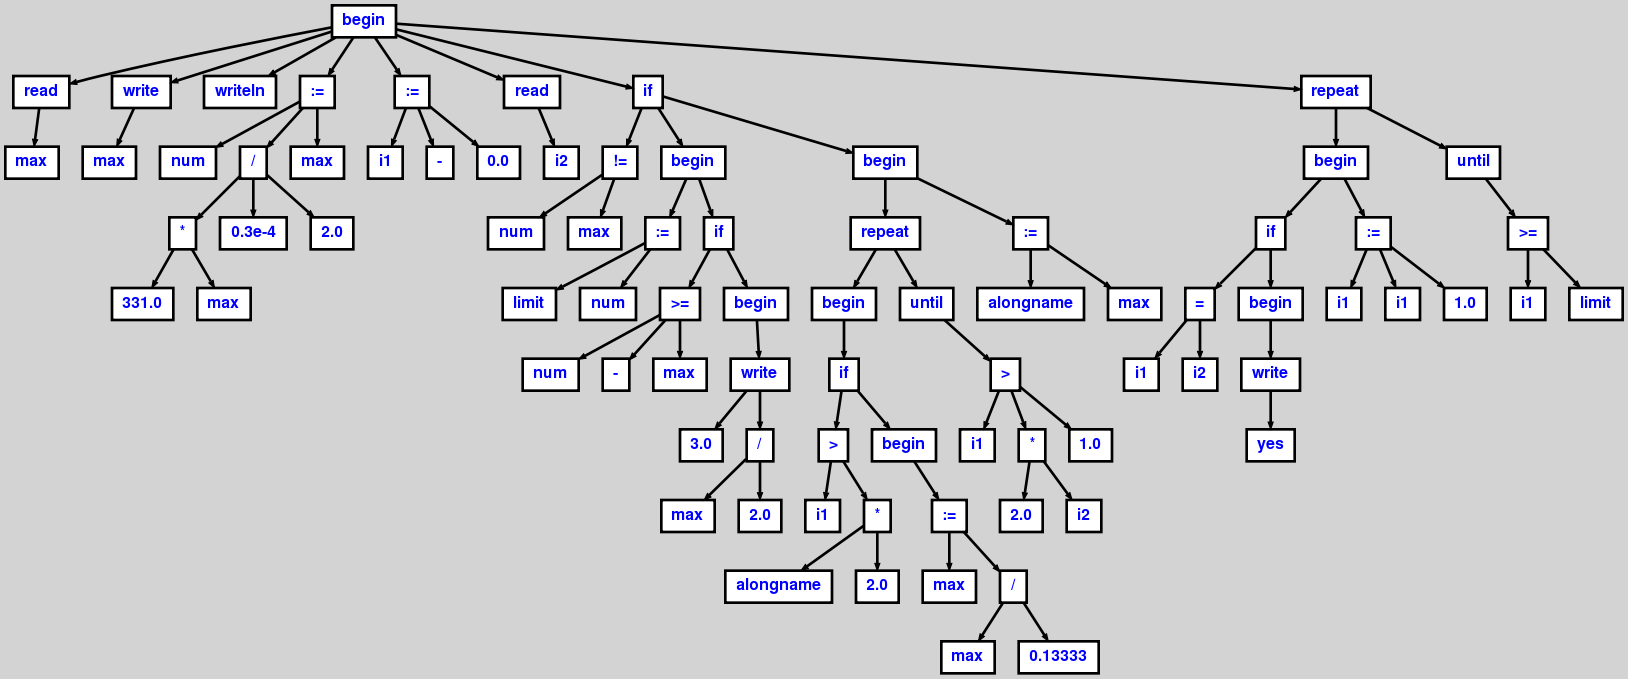 begin
read write writeln := := read if repeat
max max num / max i1 - 0.0 i2 != begin begin begin until
* 0.3e-4 2.0 num max := if repeat := if := >=
331.0 max limit num >= begin begin until alongname max = begin i1 i1 1.0 i1 limit
num - max write if > i1 i2 write
3.0 / > begin i1 * 1.0 yes
max 2.0 i1 * := 2.0 i2
alongname 2.0 max /
max 0.13333